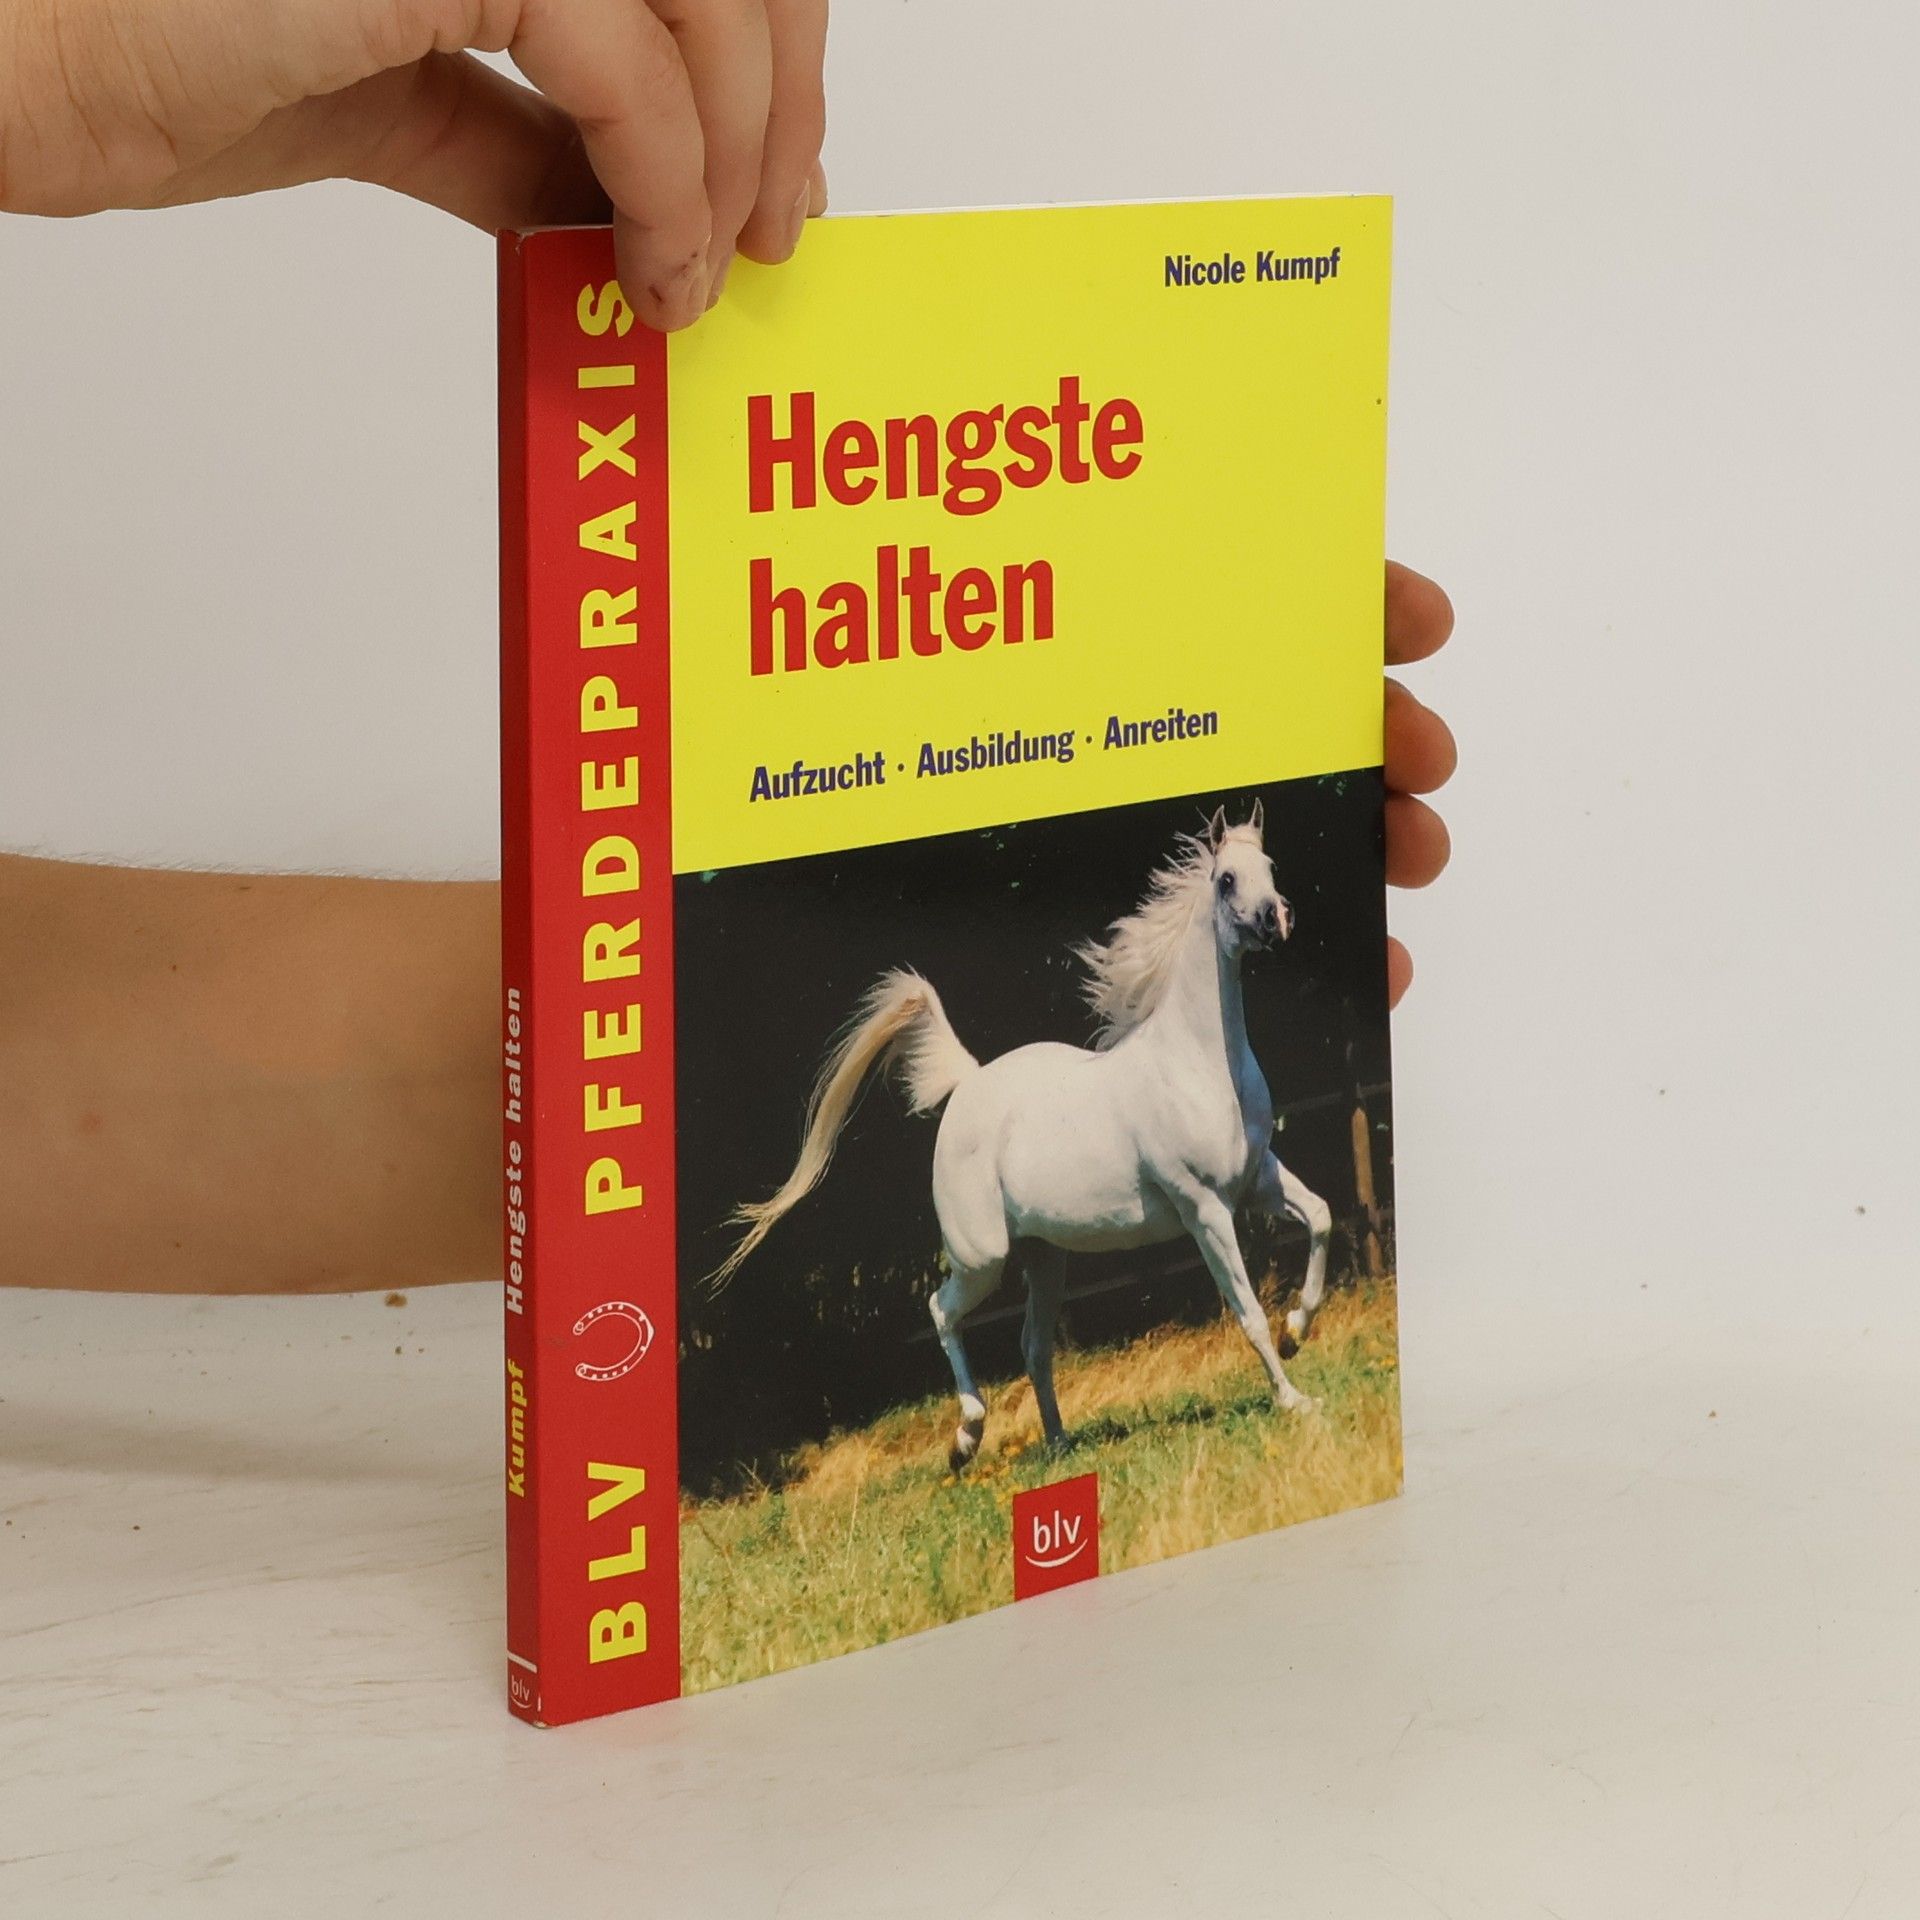 Nicole Kumpf
Hengste
halten
Aufzucht · Ausbildung · Anreiten
BLV PFERDEPRAXIS
blv
Kumpf Hengste halten
blv